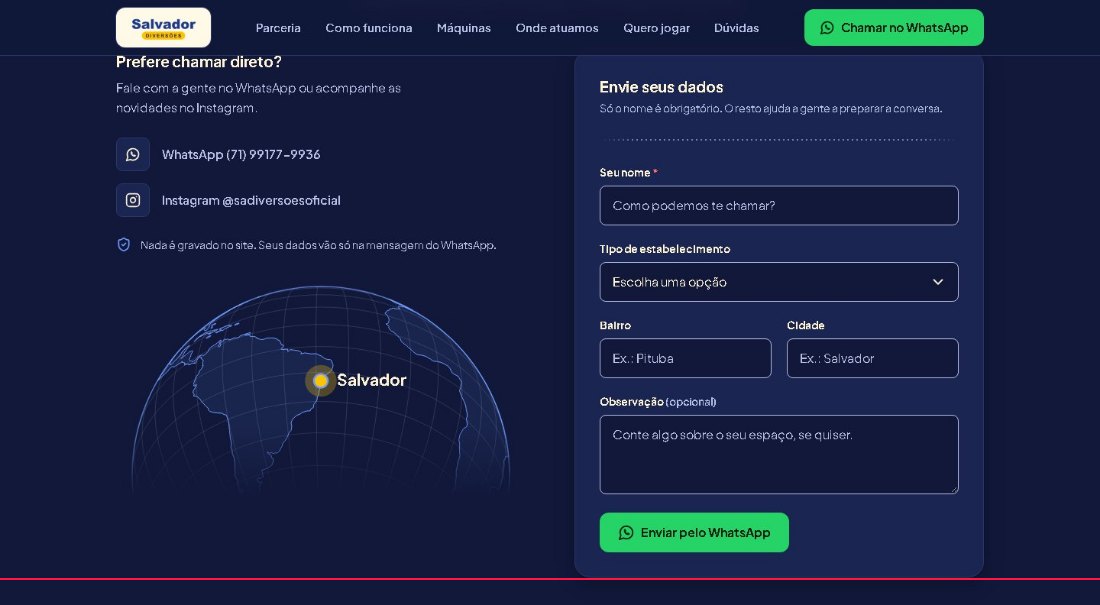 Salvador
DIVERSÕES
Parceria
Como funciona
Máquinas
Onde atuamos
Quero jogar
Dúvidas
Chamar no WhatsApp
Prefere chamar direto?
Fale com a gente no WhatsApp ou acompanhe as
novidades no Instagram.
WhatsApp (71) 99177-9936
Instagram @sadiversoesoficial
Nada é gravado no site. Seus dados vão só na mensagem do WhatsApp.
Salvador
Envie seus dados
Só o nome é obrigatório. O resto ajuda a gente a preparar a conversa.
Seu nome *
Como podemos te chamar?
Tipo de estabelecimento
Escolha uma opção
Bairro
Cidade
Ex.: Pituba
Ex.: Salvador
Observação (opcional)
Conte algo sobre o seu espaço, se quiser.
Enviar pelo WhatsApp